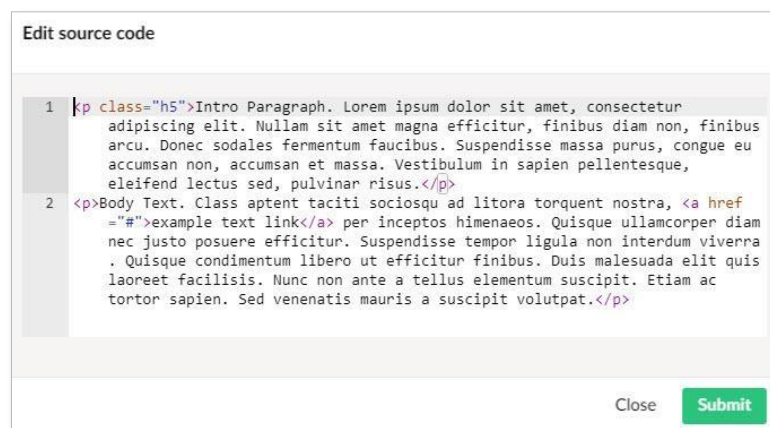 Edit source code
1 <p class="h5">Intro Paragraph. Lorem ipsum dolor sit amet, consectetur
adipiscing elit. Nullam sit amet magna efficitur, finibus diam non, finibus
arcu. Donec sodales fermentum faucibus. Suspendisse massa purus, congue eu
accumsan non, accumsan et massa. Vestibulum in sapien pellentesque,
eleifend lectus sed, pulvinar risus.</p>
2 <p>Body Text. Class aptent taciti sociosqu ad litora torquent nostra, <a href
="#">example text link</a> per inceptos himenaeos. Quisque ullamcorper diam
nec justo posuere efficitur. Suspendisse tempor ligula non interdum viverra
. Quisque condimentum libero ut efficitur finibus. Duis malesuada elit quis
laoreet facilisis. Nunc non ante a tellus elementum suscipit. Etiam ac
tortor sapien. Sed venenatis mauris a suscipit volutpat.</p>
Close Submit